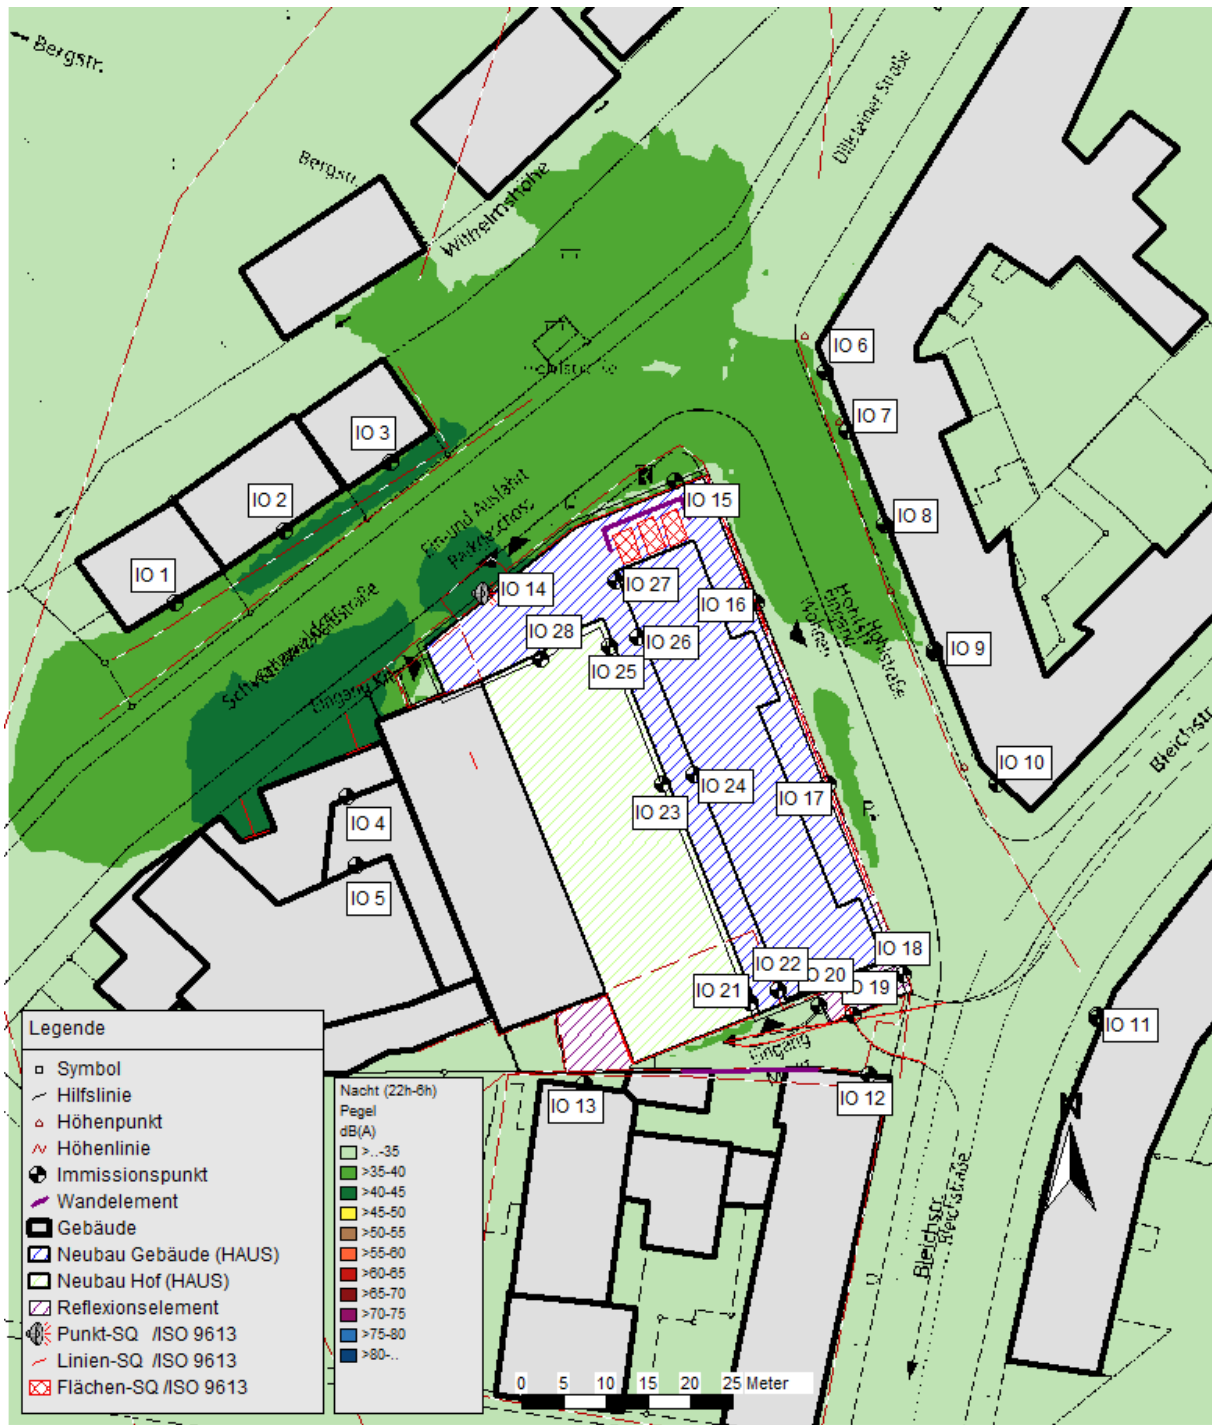 Bergstr.
Bergstr.
Wilhelmshöhe
Dillsteiner Straße
IO 6
IO 7
IO 3
IO 2
IO 1
Ein-und Ausfahrt
Parkgeschoss
IO 15
IO 8
IO 14
IO 27
IO 16
IO 28
IO 26
IO 25
IO 9
Eingang
Wohnen
Eingang
IO 10
Bleichstr.
IO 4
IO 5
IO 24
IO 23
IO 17
IO 18
IO 22
IO 20
IO 21
IO 19
Eingang
IO 11
IO 12
IO 13
N
Bleichstr.
Bleichstraße
Legende
Symbol
Hilfslinie
Höhenpunkt
Höhenlinie
Immissionspunkt
Wandelement
Gebäude
Neubau Gebäude (HAUS)
Neubau Hof (HAUS)
Reflexionselement
Punkt-SQ /ISO 9613
Linien-SQ /ISO 9613
Flächen-SQ /ISO 9613
Nacht (22h-6h)
Pegel
dB(A)
>..-35
>35-40
>40-45
>45-50
>50-55
>55-60
>60-65
>65-70
>70-75
>75-80
>80-..
0 5 10 15 20 25 Meter